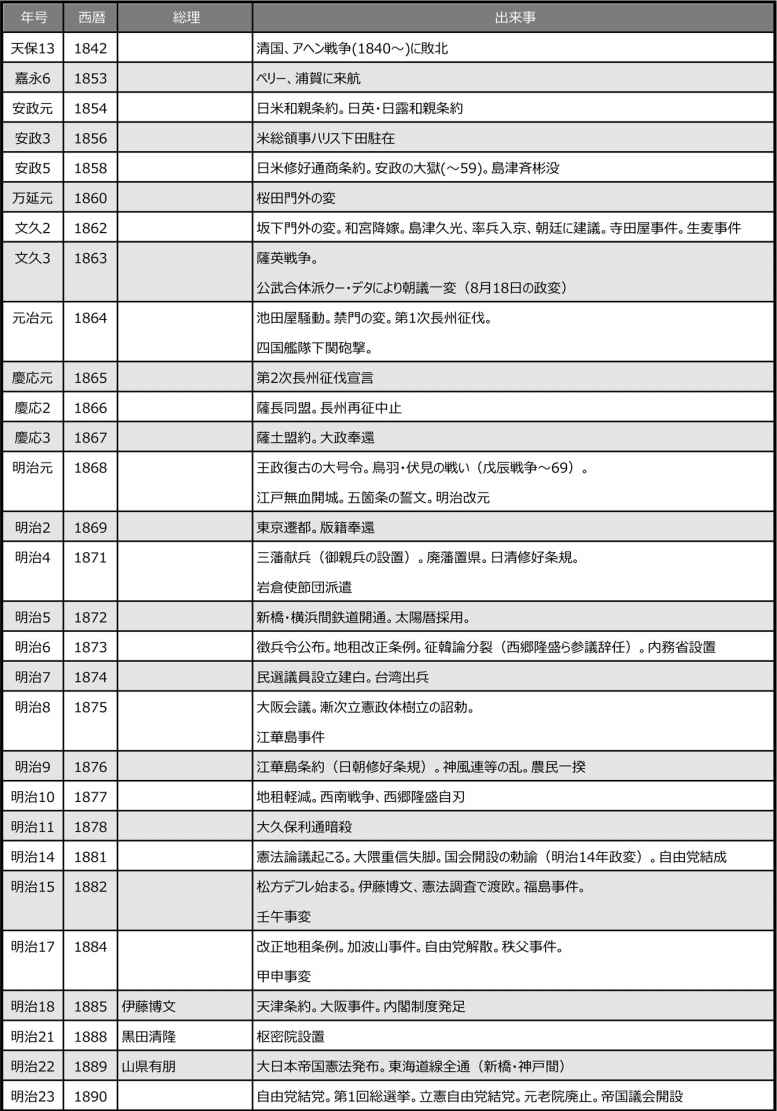 年号 西暦 総理 出来事
天保13 1842 清国、アヘン戦争(1840～)に敗北
嘉永6 1853 ペリー、浦賀に来航
安政元 1854 日米和親条約。日英・日露和親条約
安政3 1856 米総領事ハリス下田駐在
安政5 1858 日米修好通商条約。安政の大獄(～59)。島津斉彬没
万延元 1860 桜田門外の変
文久2 1862 坂下門外の変。和宮降嫁。島津久光、率兵入京、朝廷に建議。寺田屋事件。生麦事件
文久3 1863 薩英戦争。
公武合体派クー・デタにより朝議一変（8月18日の政変）
元治元 1864 池田屋騒動。禁門の変。第1次長州征伐。
四国艦隊下関砲撃。
慶応元 1865 第2次長州征伐宣言
慶応2 1866 薩長同盟。長州再征中止
慶応3 1867 薩土盟約。大政奉還
明治元 1868 王政復古の大号令。鳥羽・伏見の戦い（戊辰戦争～69）。
江戸無血開城。五箇条の誓文。明治改元
明治2 1869 東京遷都。版籍奉還
明治4 1871 三藩献兵（御親兵の設置）。廃藩置県。日清修好条規。
岩倉使節団派遣
明治5 1872 新橋・横浜間鉄道開通。太陽暦採用。
明治6 1873 徴兵令公布。地租改正条例。征韓論分裂（西郷隆盛ら参議辞任）。内務省設置
明治7 1874 民選議員設立建白。台湾出兵
明治8 1875 大阪会議。漸次立憲政体樹立の詔勅。
江華島事件
明治9 1876 江華島条約（日朝修好条規）。神風連等の乱。農民一揆
明治10 1877 地租軽減。西南戦争、西郷隆盛自刃
明治11 1878 大久保利通暗殺
明治14 1881 憲法論議起こる。大隈重信失脚。国会開設の勅諭（明治14年政変）。自由党結成
明治15 1882 松方デフレ始まる。伊藤博文、憲法調査で渡欧。福島事件。
壬午事変
明治17 1884 改正地租条例。加波山事件。自由党解散。秩父事件。
甲申事変
明治18 1885 伊藤博文 天津条約。大阪事件。内閣制度発足
明治21 1888 黒田清隆 枢密院設置
明治22 1889 山県有朋 大日本帝国憲法発布。東海道線全通（新橋・神戸間）
明治23 1890 自由党結党。第1回総選挙。立憲自由党結党。元老院廃止。帝国議会開設